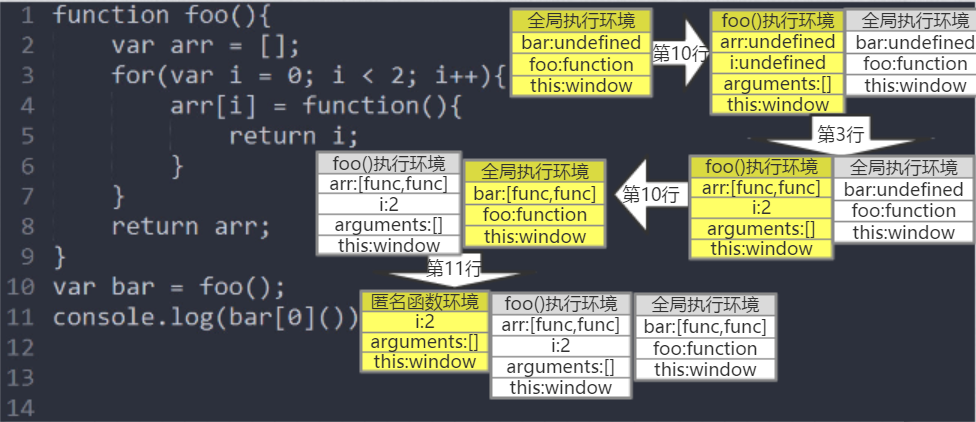 1 function foo(){
2 var arr = [];
3 for(var i = 0; i < 2; i++){
4 arr[i] = function(){
5 return i;
6 }
7 }
8 return arr;
9 }
10 var bar = foo();
11 console.log(bar[0]())
12
13
14
全局执行环境
bar:undefined
foo:function
this:window
第10行
foo()执行环境
arr:undefined
i:undefined
arguments:[]
this:window
全局执行环境
bar:undefined
foo:function
this:window
第3行
foo()执行环境
arr:[func,func]
i:2
arguments:[]
this:window
全局执行环境
bar:undefined
foo:function
this:window
第10行
foo()执行环境
arr:[func,func]
i:2
arguments:[]
this:window
全局执行环境
bar:[func,func]
foo:function
this:window
第11行
匿名函数环境
i:2
arguments:[]
this:window
foo()执行环境
arr:[func,func]
i:2
arguments:[]
this:window
全局执行环境
bar:[func,func]
foo:function
this:window